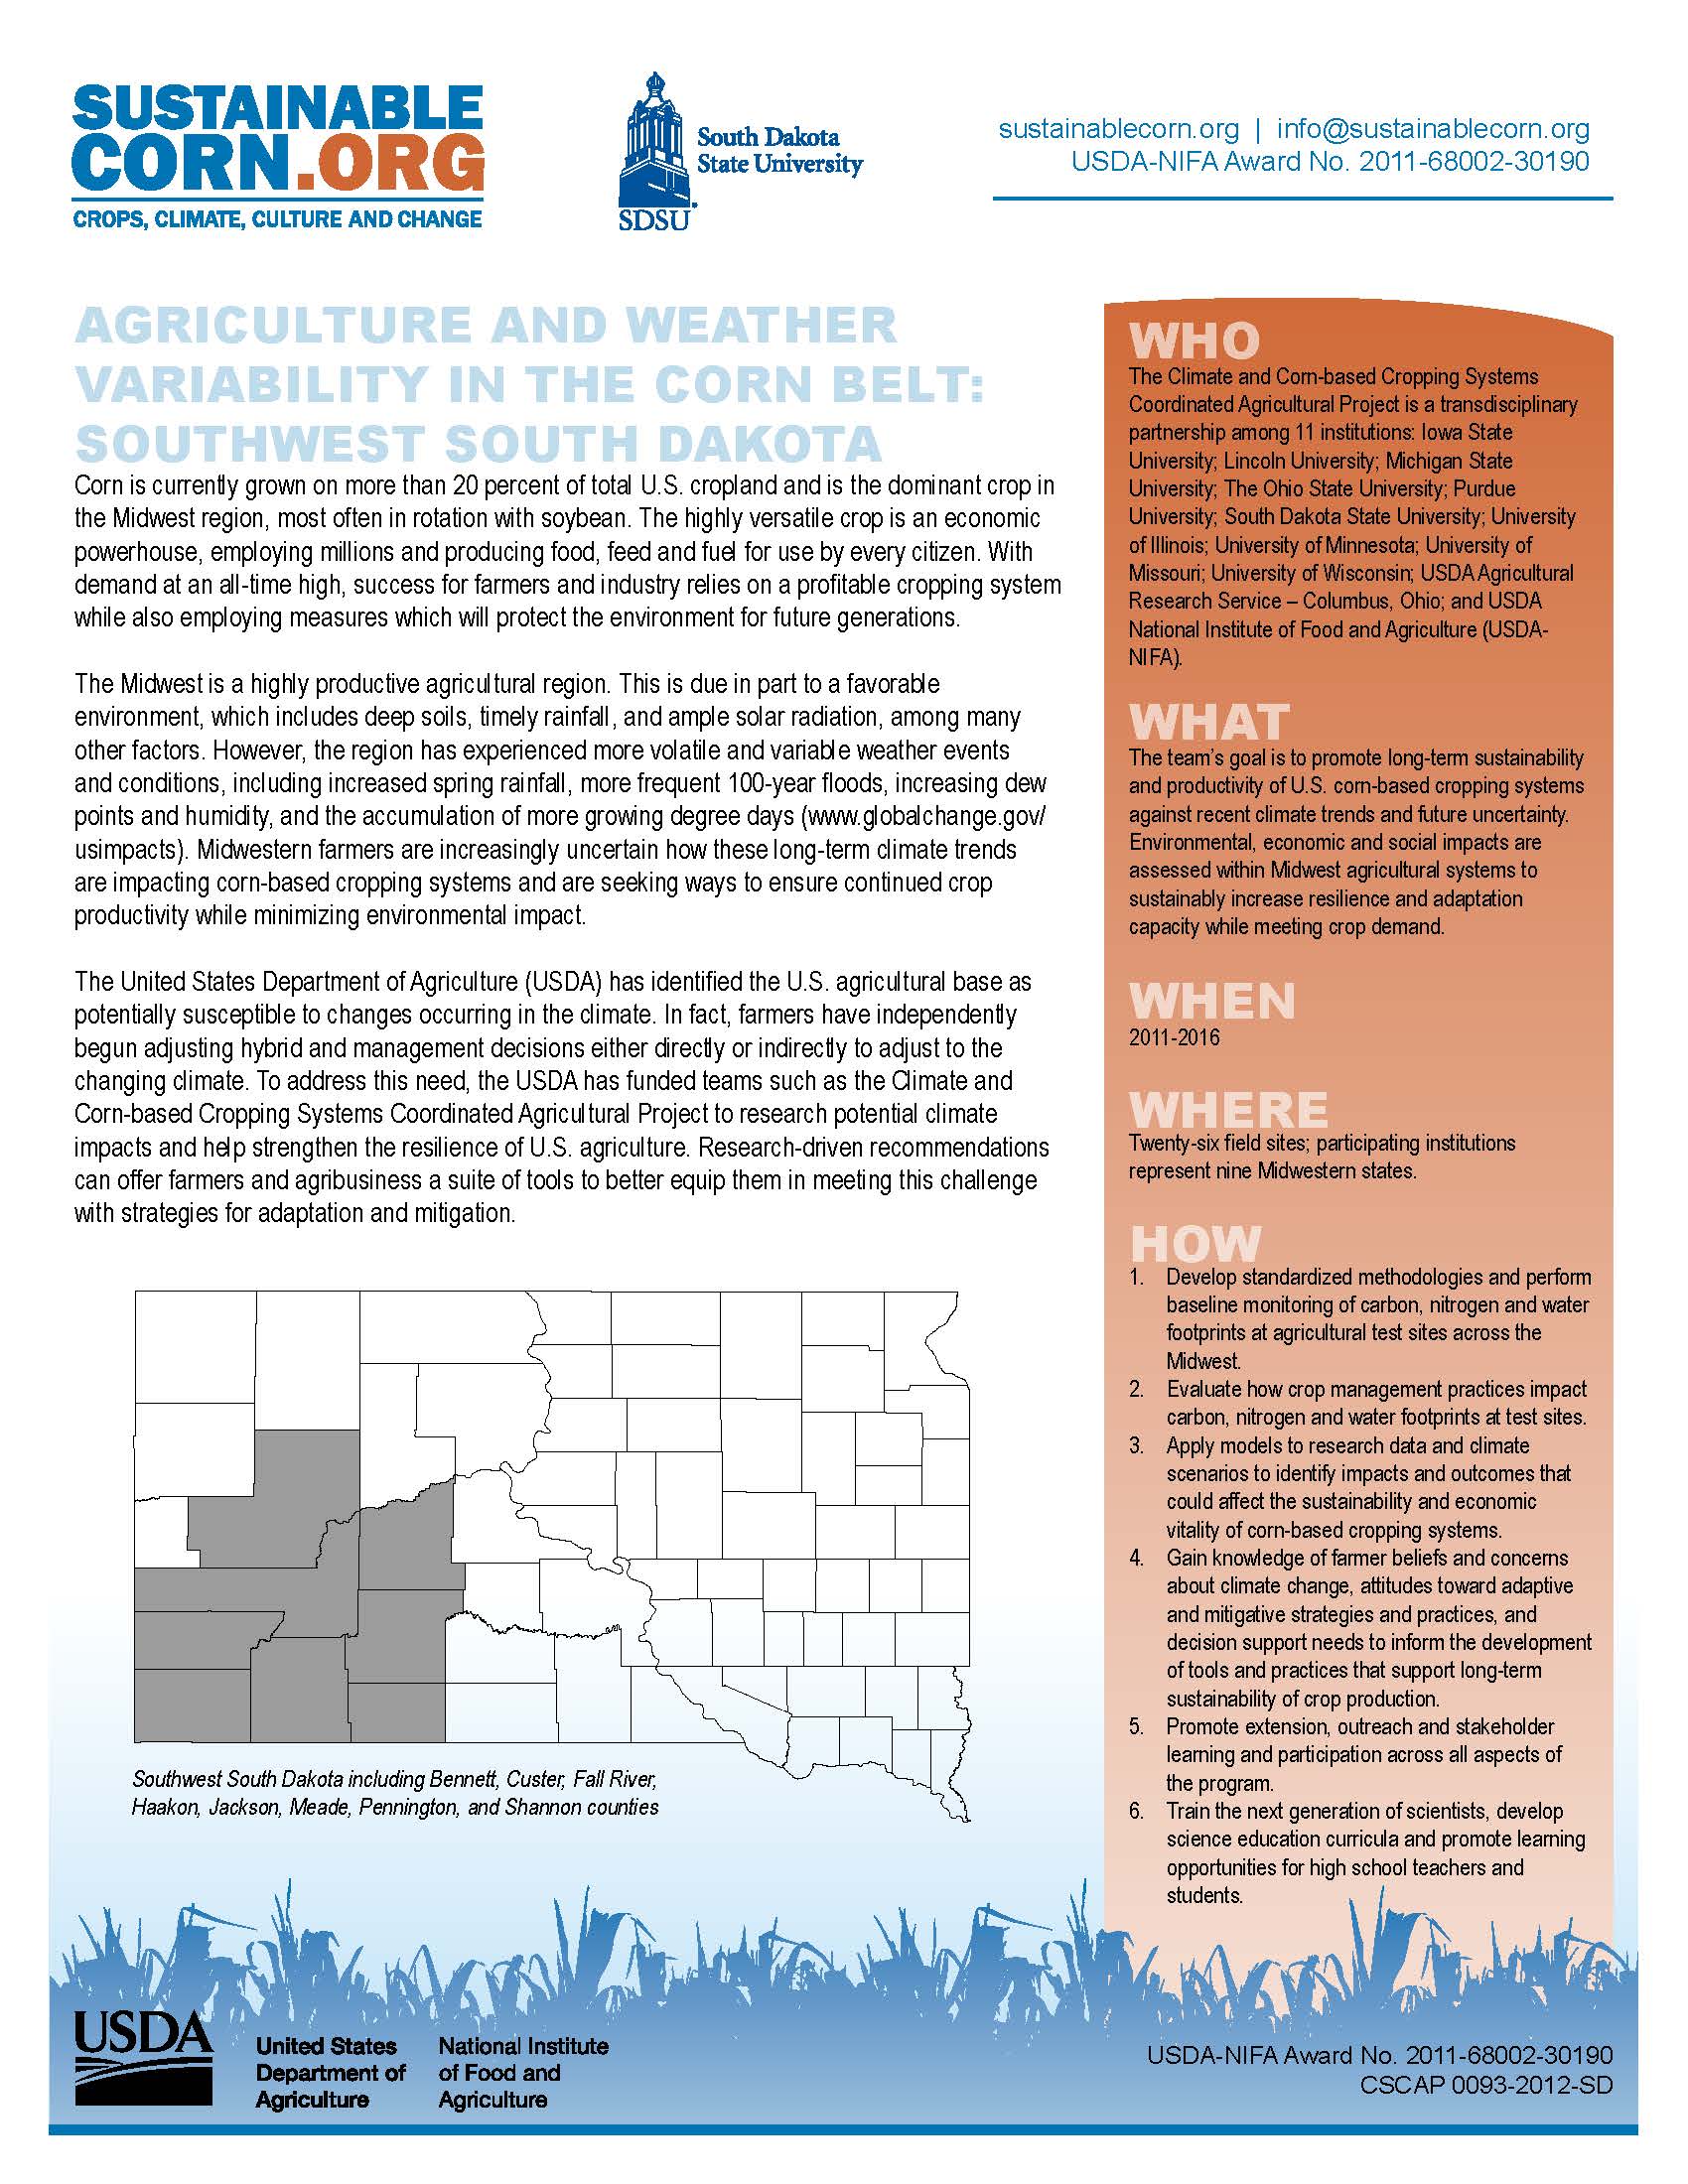 SUSTAINABLE
CORN.ORG
CROPS, CLIMATE, CULTURE AND CHANGE
South Dakota
State University
SDSU
sustainablecorn.org | info@sustainablecorn.org
USDA-NIFA Award No. 2011-68002-30190
AGRICULTURE AND WEATHER
VARIABILITY IN THE CORN BELT:
SOUTHWEST SOUTH DAKOTA
Corn is currently grown on more than 20 percent of total U.S. cropland and is the dominant crop in
the Midwest region, most often in rotation with soybean. The highly versatile crop is an economic
powerhouse, employing millions and producing food, feed and fuel for use by every citizen. With
demand at an all-time high, success for farmers and industry relies on a profitable cropping system
while also employing measures which will protect the environment for future generations.
The Midwest is a highly productive agricultural region. This is due in part to a favorable
environment, which includes deep soils, timely rainfall, and ample solar radiation, among many
other factors. However, the region has experienced more volatile and variable weather events
and conditions, including increased spring rainfall, more frequent 100-year floods, increasing dew
points and humidity, and the accumulation of more growing degree days (www.globalchange.gov/
usimpacts). Midwestern farmers are increasingly uncertain how these long-term climate trends
are impacting corn-based cropping systems and are seeking ways to ensure continued crop
productivity while minimizing environmental impact.
The United States Department of Agriculture (USDA) has identified the U.S. agricultural base as
potentially susceptible to changes occurring in the climate. In fact, farmers have independently
begun adjusting hybrid and management decisions either directly or indirectly to adjust to the
changing climate. To address this need, the USDA has funded teams such as the Climate and
Corn-based Cropping Systems Coordinated Agricultural Project to research potential climate
impacts and help strengthen the resilience of U.S. agriculture. Research-driven recommendations
can offer farmers and agribusiness a suite of tools to better equip them in meeting this challenge
with strategies for adaptation and mitigation.
Southwest South Dakota including Bennett, Custer, Fall River,
Haakon, Jackson, Meade, Pennington, and Shannon counties
WHO
The Climate and Corn-based Cropping Systems
Coordinated Agricultural Project is a transdisciplinary
partnership among 11 institutions: Iowa State
University; Lincoln University; Michigan State
University; The Ohio State University; Purdue
University; South Dakota State University; University
of Illinois; University of Minnesota; University of
Missouri; University of Wisconsin; USDA Agricultural
Research Service – Columbus, Ohio; and USDA
National Institute of Food and Agriculture (USDA-
NIFA).
WHAT
The team's goal is to promote long-term sustainability
and productivity of U.S. corn-based cropping systems
against recent climate trends and future uncertainty.
Environmental, economic and social impacts are
assessed within Midwest agricultural systems to
sustainably increase resilience and adaptation
capacity while meeting crop demand.
WHEN
2011-2016
WHERE
Twenty-six field sites; participating institutions
represent nine Midwestern states.
HOW
1. Develop standardized methodologies and perform
baseline monitoring of carbon, nitrogen and water
footprints at agricultural test sites across the
Midwest.
2. Evaluate how crop management practices impact
carbon, nitrogen and water footprints at test sites.
3. Apply models to research data and climate
scenarios to identify impacts and outcomes that
could affect the sustainability and economic
vitality of corn-based cropping systems.
4. Gain knowledge of farmer beliefs and concerns
about climate change, attitudes toward adaptive
and mitigative strategies and practices, and
decision support needs to inform the development
of tools and practices that support long-term
sustainability of crop production.
5. Promote extension, outreach and stakeholder
learning and participation across all aspects of
the program.
6. Train the next generation of scientists, develop
science education curricula and promote learning
opportunities for high school teachers and
students.
USDA
United States
Department of
Agriculture
National Institute
of Food and
Agriculture
USDA-NIFA Award No. 2011-68002-30190
CSCAP 0093-2012-SD